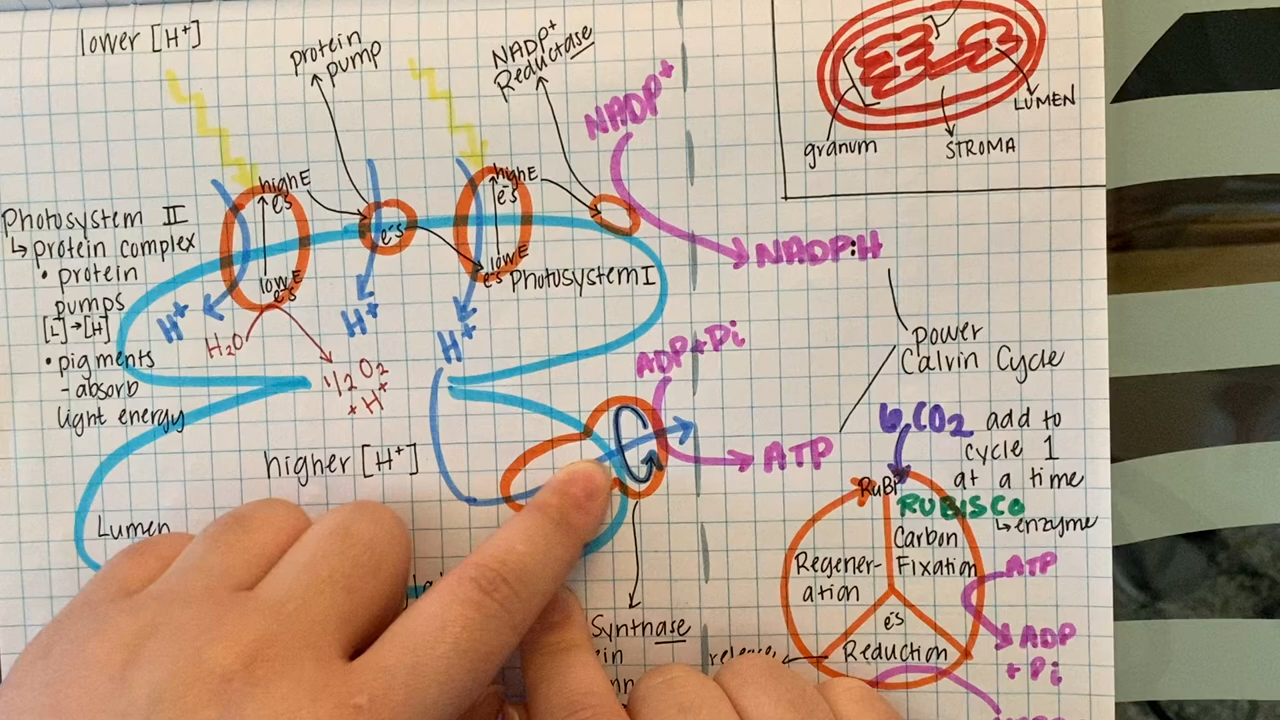 lower [H+]
protein
pump
NADP+
Reductase
NADP+
granum
LUMEN
STROMA
Photosystem II
↳ protein complex
• protein
pumps
[L]→[H]
• pigments
- absorb
light energy
high E
e-s
low E
e-s
H+
H2O
1/2 O2
+ H+
e-s
H+
high E
e-s
low E
e-s
Photosystem I
H+
NADP:H
ADP + Pi
ATP
power
Calvin Cycle
higher [H+]
Lumen
6 CO2 add to
cycle 1
at a time
RuBP
RUBISCO
↳ enzyme
Carbon
Fixation
Regener-
ation
e-s
Reduction
ATP
ADP
+ Pi
Synthase